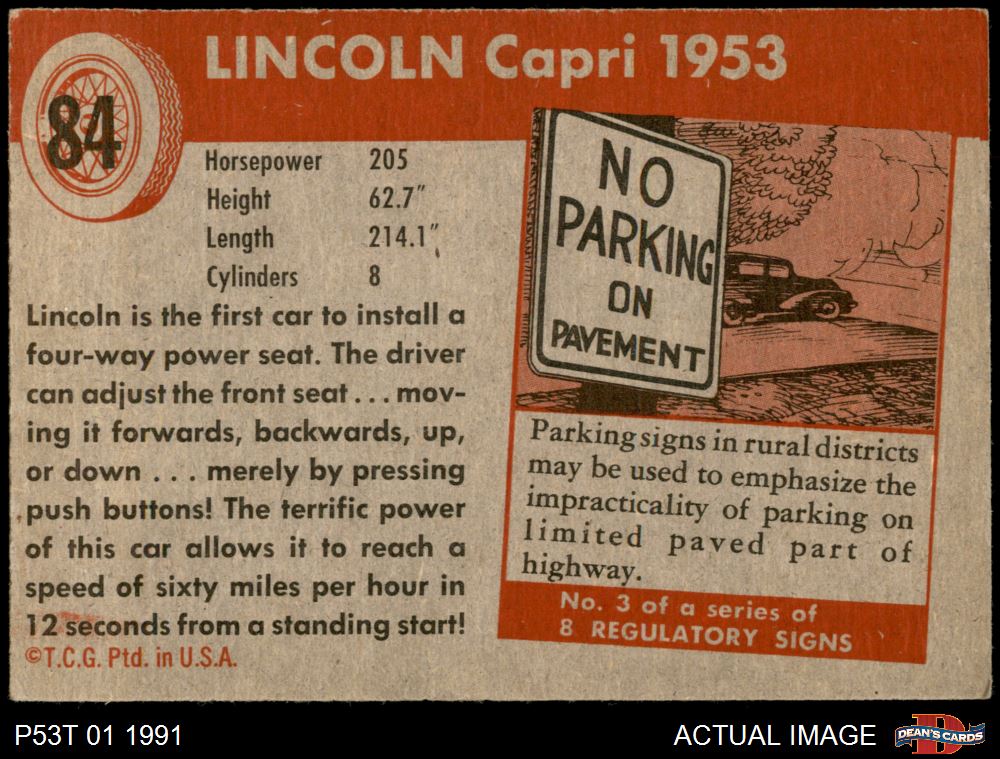 LINCOLN Capri 1953
84
Horsepower 205
Height 62.7"
Length 214.1"
Cylinders 8
Lincoln is the first car to install a
four-way power seat. The driver
can adjust the front seat . . . mov-
ing it forwards, backwards, up,
or down . . . merely by pressing
push buttons! The terrific power
of this car allows it to reach a
speed of sixty miles per hour in
12 seconds from a standing start!
©T.C.G. Ptd. in U.S.A.
NO
PARKING
ON
PAVEMENT
Parking signs in rural districts
may be used to emphasize the
impracticality of parking on
limited paved part of
highway.
No. 3 of a series of
8 REGULATORY SIGNS
P53T 01 1991
ACTUAL IMAGE
DEAN'S CARDS